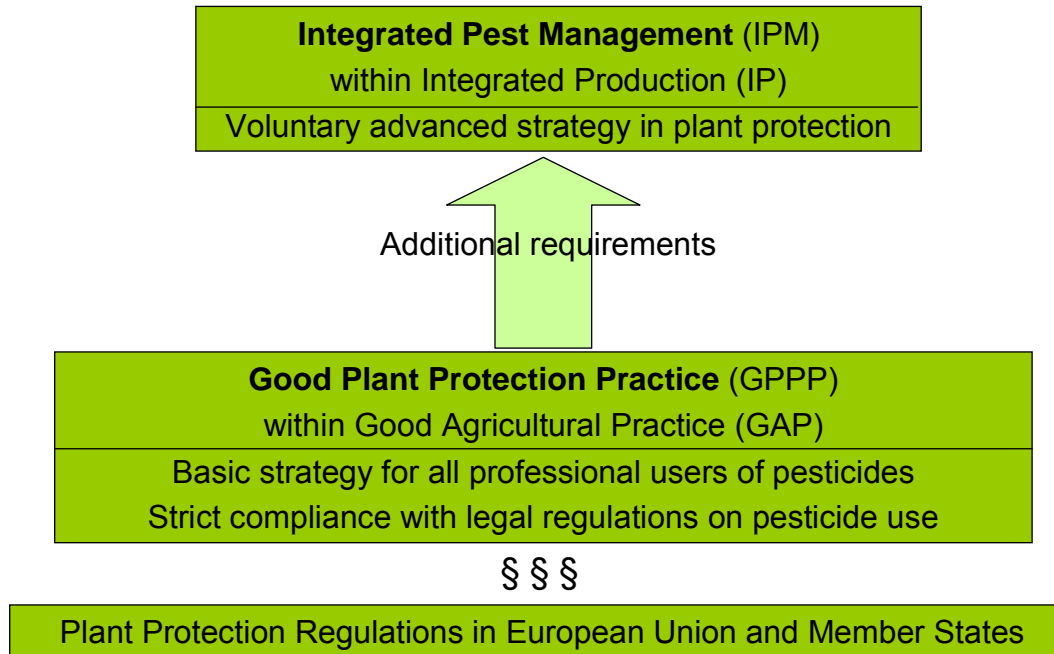 Integrated Pest Management (IPM)
within Integrated Production (IP)
Voluntary advanced strategy in plant protection
Additional requirements
Good Plant Protection Practice (GPPP)
within Good Agricultural Practice (GAP)
Basic strategy for all professional users of pesticides
Strict compliance with legal regulations on pesticide use
§ § §
Plant Protection Regulations in European Union and Member States